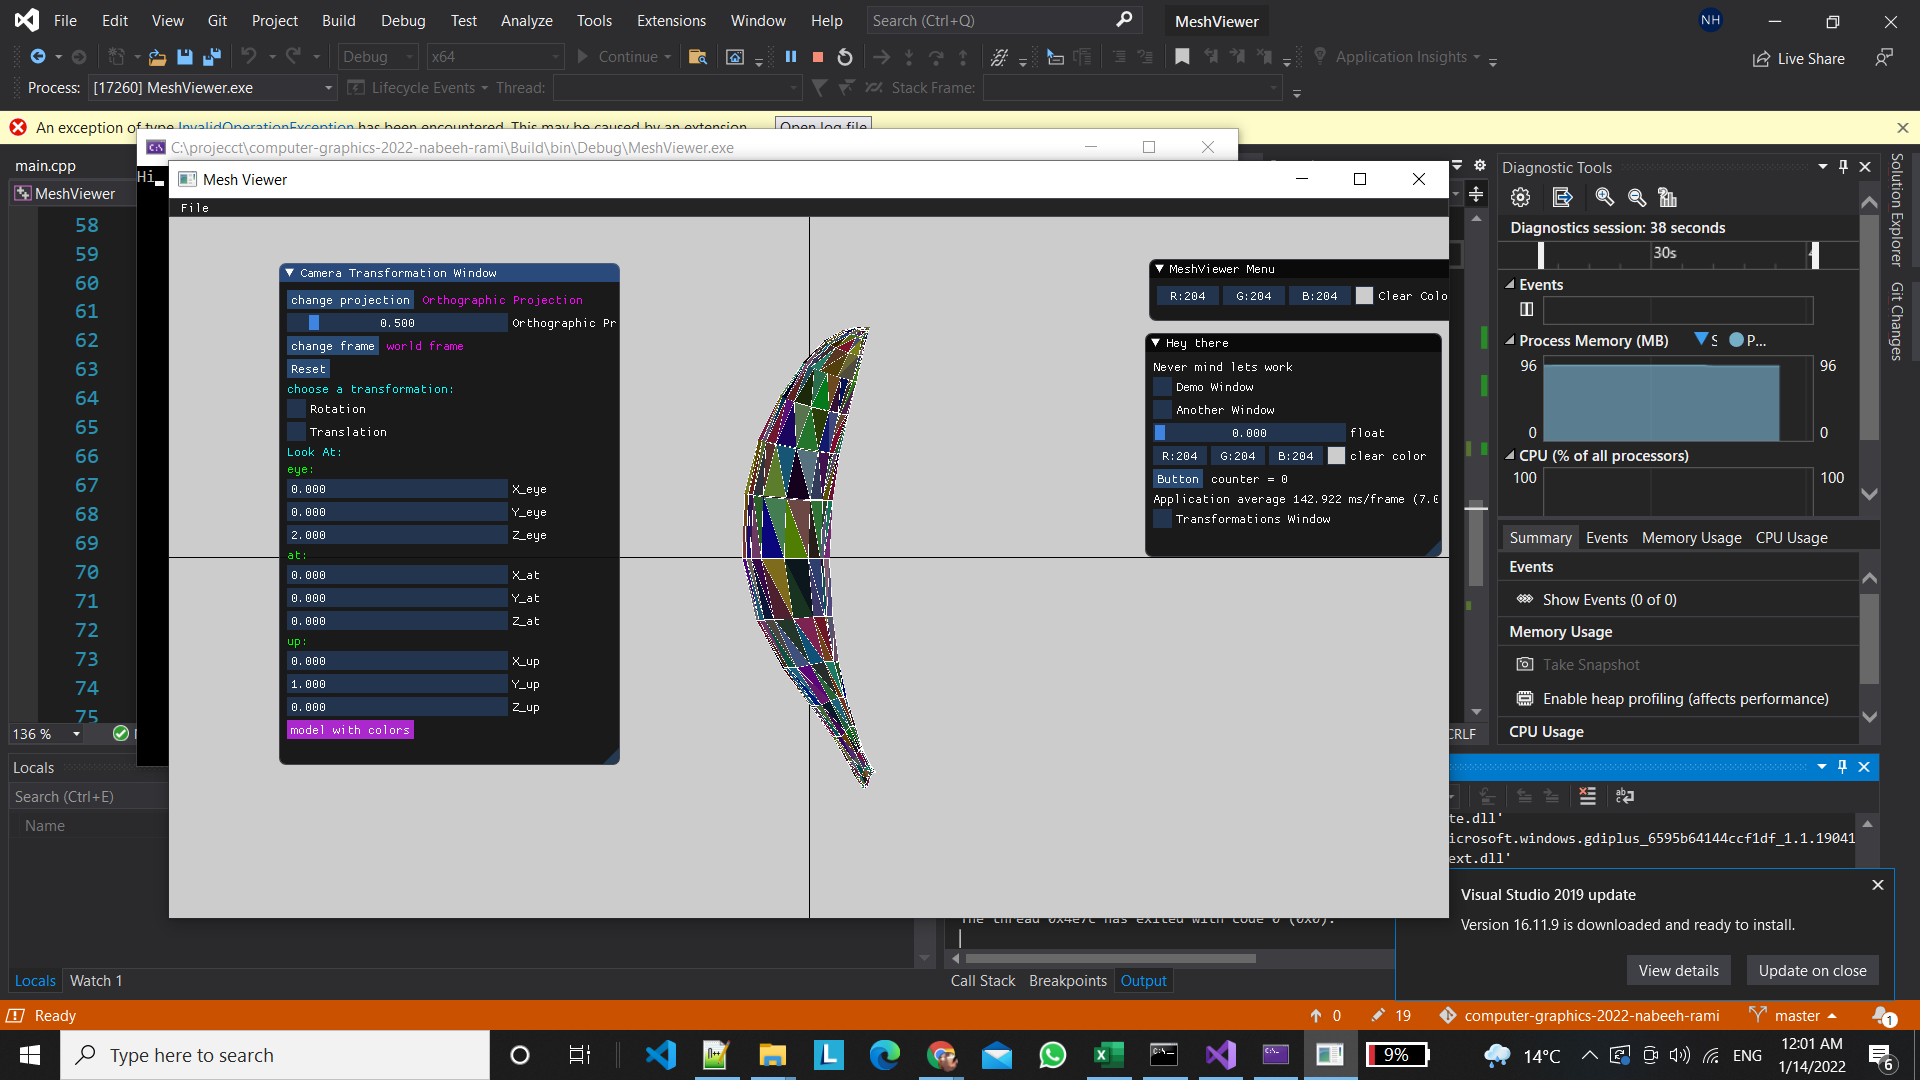 File Edit View Git Project Build Debug Test Analyze Tools Extensions Window Help Search (Ctrl+Q) MeshViewer NH
Debug x64 Continue Application Insights Live Share
Process: [17260] MeshViewer.exe Lifecycle Events Thread: Stack Frame:
An exception of type InvalidOperationException has been encountered. This may be caused by an extension. Open log file
C:\projecct\computer-graphics-2022-nabeeh-rami\Build\bin\Debug\MeshViewer.exe
main.cpp
Hi
MeshViewer
58
59
60
61
62
63
64
65
66
67
68
69
70
71
72
73
74
75
136 %
CRLF
Mesh Viewer
File
Camera Transformation Window
change projection Orthographic Projection
0.500 Orthographic Pr
change frame world frame
Reset
choose a transformation:
Rotation
Translation
Look At:
eye:
0.000 X_eye
0.000 Y_eye
2.000 Z_eye
at:
0.000 X_at
0.000 Y_at
0.000 Z_at
up:
0.000 X_up
1.000 Y_up
0.000 Z_up
model with colors
MeshViewer Menu
R:204 G:204 B:204 Clear Colo
Hey there
Never mind lets work
Demo Window
Another Window
0.000 float
R:204 G:204 B:204 clear color
Button counter = 0
Application average 142.922 ms/frame (7.0
Transformations Window
Diagnostic Tools
Diagnostics session: 38 seconds
30s
Events
Process Memory (MB) S P...
96 96
0 0
CPU (% of all processors)
100 100
Summary Events Memory Usage CPU Usage
Events
Show Events (0 of 0)
Memory Usage
Take Snapshot
Enable heap profiling (affects performance)
CPU Usage
Solution Explorer
Git Changes
Locals
Search (Ctrl+E)
Name
Locals Watch 1
te.dll'
icrosoft.windows.gdiplus_6595b64144ccf1df_1.1.19041
ext.dll'
The thread 0x4e7c has exited with code 0 (0x0).
Call Stack Breakpoints Output
Visual Studio 2019 update
Version 16.11.9 is downloaded and ready to install.
View details Update on close
Ready 0 19 computer-graphics-2022-nabeeh-rami master 1
Type here to search 9% 14°C ENG 12:01 AM
1/14/2022 6